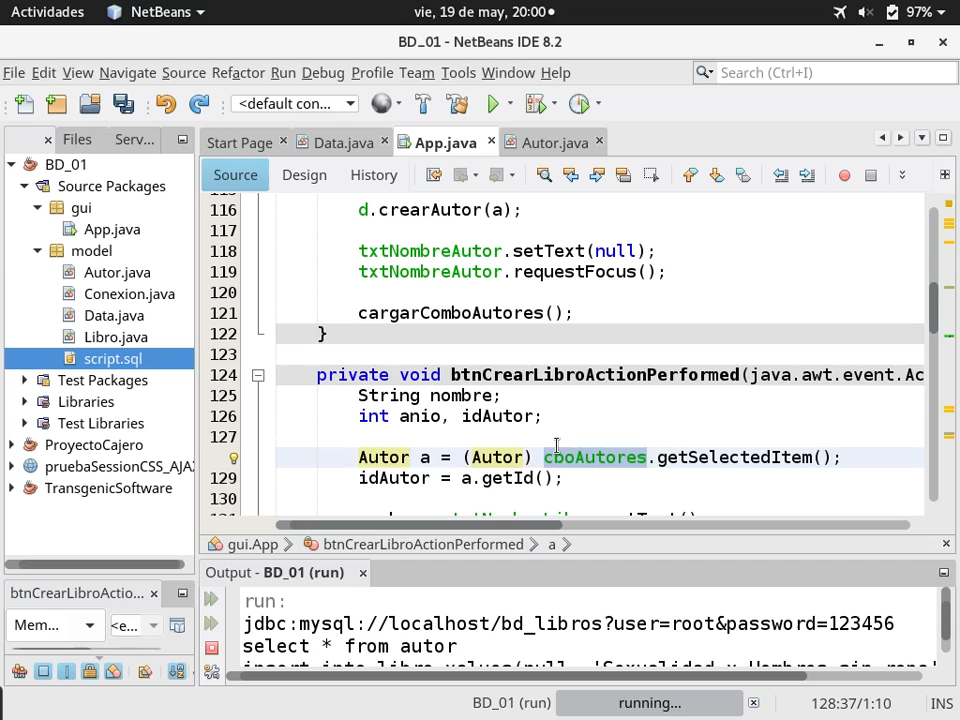 Actividades NetBeans vie, 19 de may, 20:00 97%
BD_01 - NetBeans IDE 8.2
File Edit View Navigate Source Refactor Run Debug Profile Team Tools Window Help
Search (Ctrl+I)
<default con...
Files Serv...
Start Page Data.java App.java Autor.java
Source Design History
BD_01
Source Packages
gui
App.java
model
Autor.java
Conexion.java
Data.java
Libro.java
script.sql
Test Packages
Libraries
Test Libraries
ProyectoCajero
pruebaSessionCSS_AJA
TransgenicSoftware
116 d.crearAutor(a);
117
118 txtNombreAutor.setText(null);
119 txtNombreAutor.requestFocus();
120
121 cargarComboAutores();
122 }
123
124 private void btnCrearLibroActionPerformed(java.awt.event.Ac
125 String nombre;
126 int anio, idAutor;
127
Autor a = (Autor) cboAutores.getSelectedItem();
129 idAutor = a.getId();
130
gui.App btnCrearLibroActionPerformed a
btnCrearLibroActio...
Mem... <e...
Output - BD_01 (run)
run:
jdbc:mysql://localhost/bd_libros?user=root&password=123456
select * from autor
BD_01 (run) running... 128:37/1:10 INS